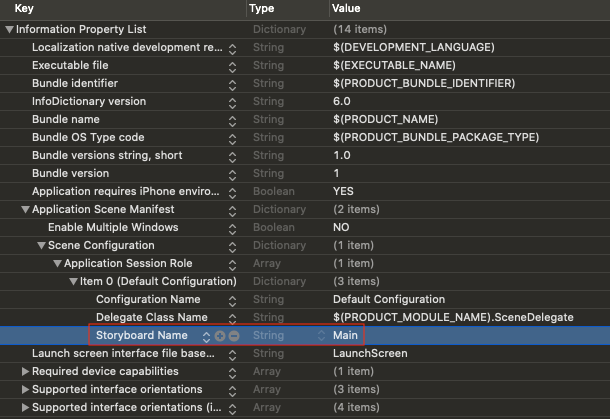 Key Type Value
Information Property List Dictionary (14 items)
Localization native development re... String $(DEVELOPMENT_LANGUAGE)
Executable file String $(EXECUTABLE_NAME)
Bundle identifier String $(PRODUCT_BUNDLE_IDENTIFIER)
InfoDictionary version String 6.0
Bundle name String $(PRODUCT_NAME)
Bundle OS Type code String $(PRODUCT_BUNDLE_PACKAGE_TYPE)
Bundle versions string, short String 1.0
Bundle version String 1
Application requires iPhone enviro... Boolean YES
Application Scene Manifest Dictionary (2 items)
Enable Multiple Windows Boolean NO
Scene Configuration Dictionary (1 item)
Application Session Role Array (1 item)
Item 0 (Default Configuration) Dictionary (3 items)
Configuration Name String Default Configuration
Delegate Class Name String $(PRODUCT_MODULE_NAME).SceneDelegate
Storyboard Name String Main
Launch screen interface file base... String LaunchScreen
Required device capabilities Array (1 item)
Supported interface orientations Array (3 items)
Supported interface orientations (i... Array (4 items)